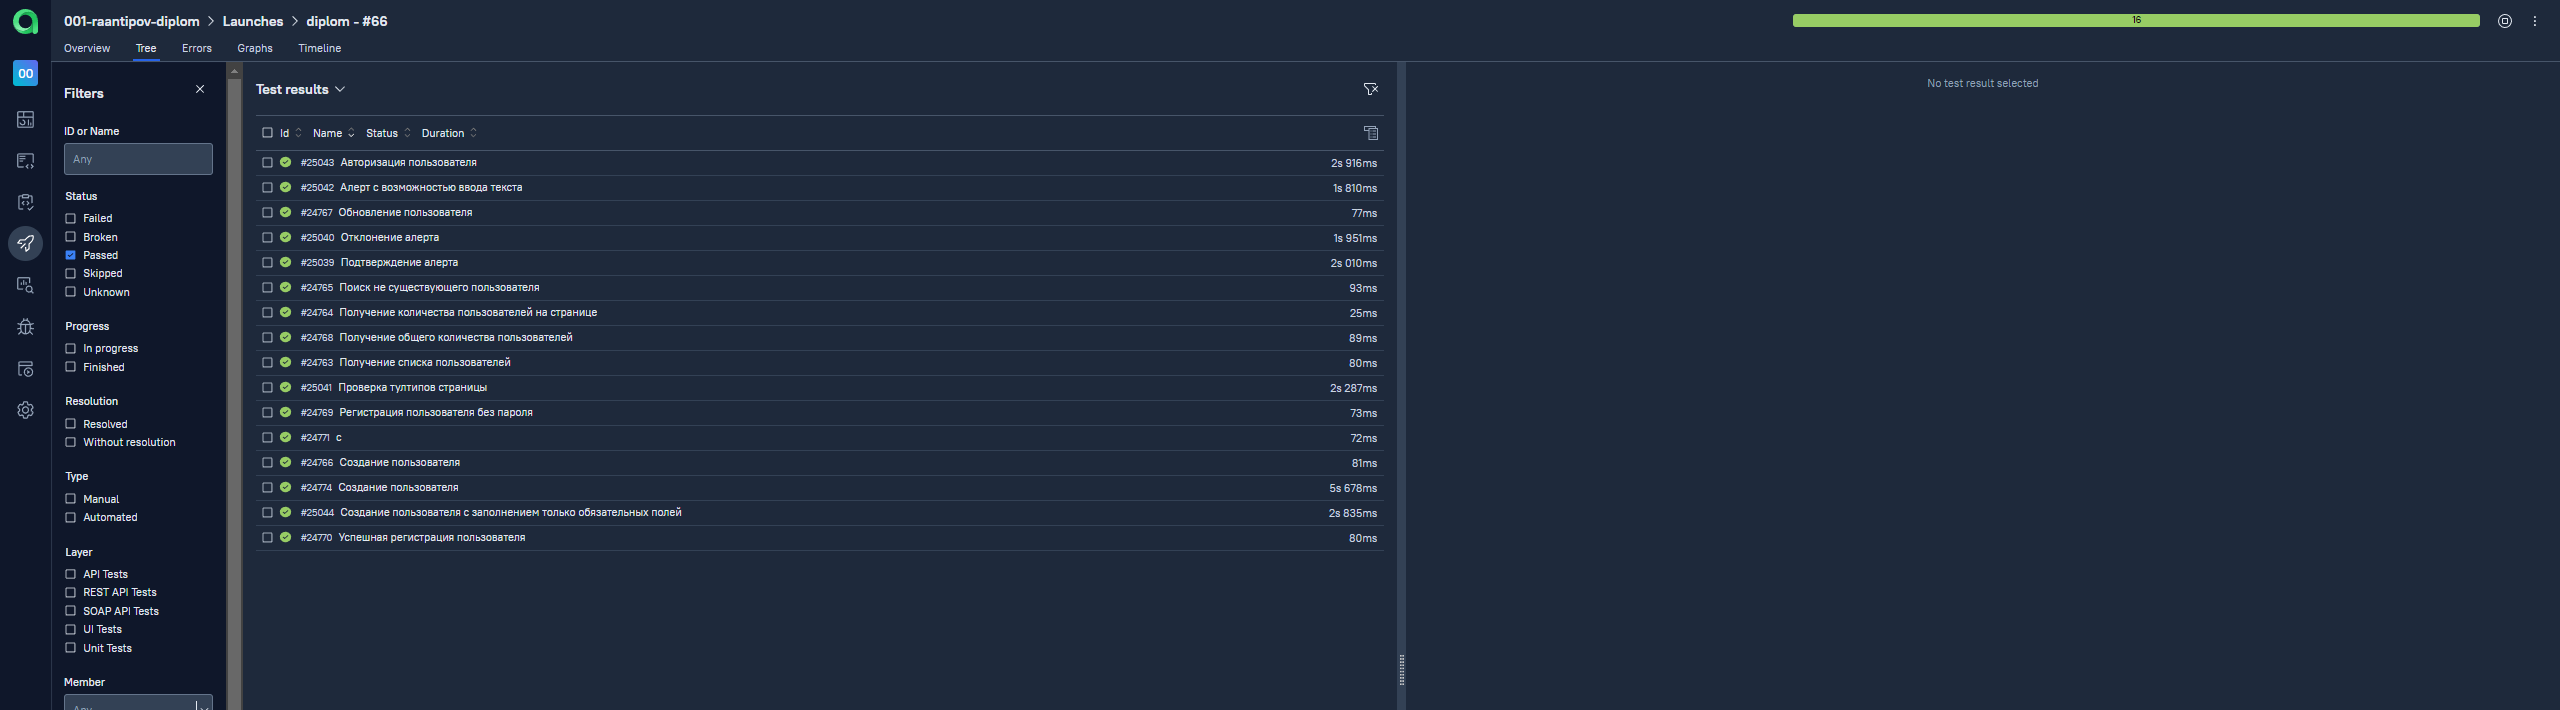 001-raantipov-diplom > Launches > diplom - #66
16
Overview Tree Errors Graphs Timeline
00
Filters
ID or Name
Any
Status
Failed
Broken
Passed
Skipped
Unknown
Progress
In progress
Finished
Resolution
Resolved
Without resolution
Type
Manual
Automated
Layer
API Tests
REST API Tests
SOAP API Tests
UI Tests
Unit Tests
Member
Any
Test results
Id Name Status Duration
#25043 Авторизация пользователя 2s 916ms
#25042 Алерт с возможностью ввода текста 1s 810ms
#24767 Обновление пользователя 77ms
#25040 Отклонение алерта 1s 951ms
#25039 Подтверждение алерта 2s 010ms
#24765 Поиск не существующего пользователя 93ms
#24764 Получение количества пользователей на странице 25ms
#24768 Получение общего количества пользователей 89ms
#24763 Получение списка пользователей 80ms
#25041 Проверка тултипов страницы 2s 287ms
#24769 Регистрация пользователя без пароля 73ms
#24771 с 72ms
#24766 Создание пользователя 81ms
#24774 Создание пользователя 5s 678ms
#25044 Создание пользователя с заполнением только обязательных полей 2s 835ms
#24770 Успешная регистрация пользователя 80ms
No test result selected